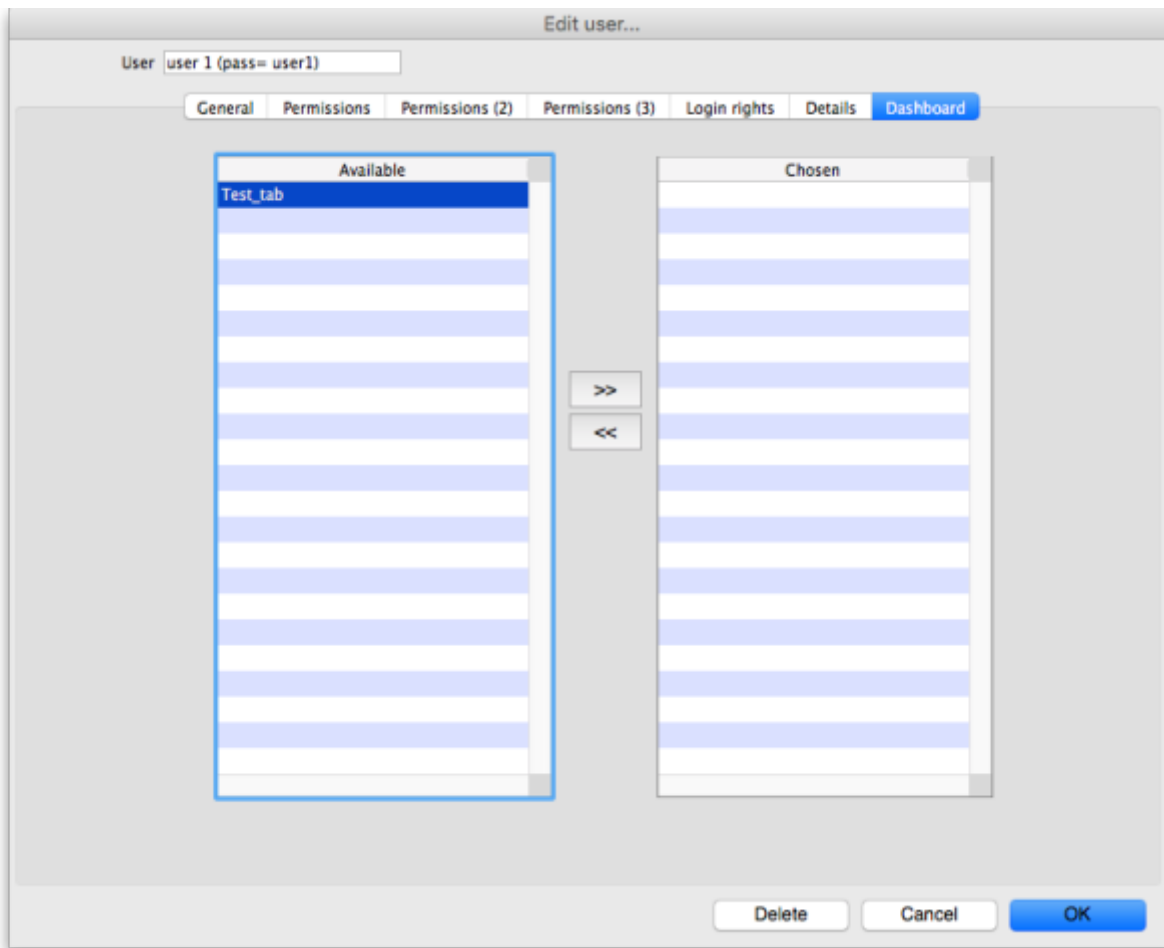 Edit user...
User user 1 (pass= user1)
General Permissions Permissions (2) Permissions (3) Login rights Details Dashboard
Available Chosen
Test_tab
>>
<<
Delete Cancel OK